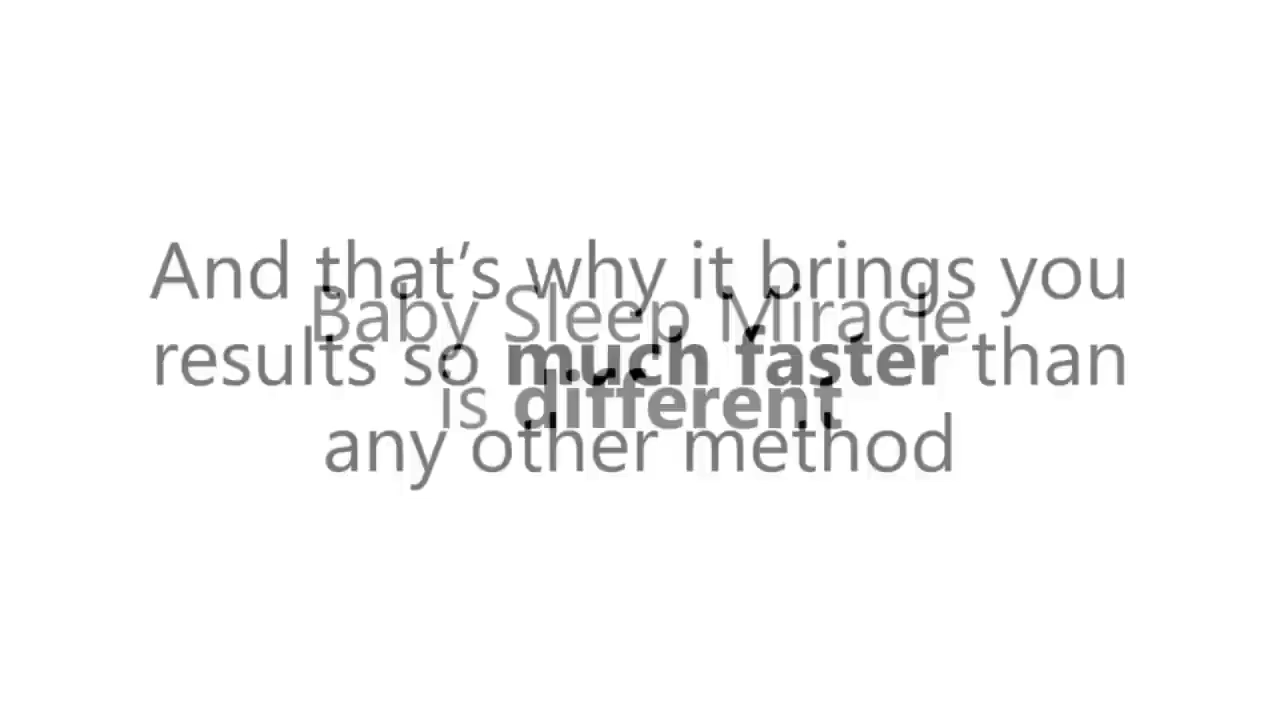 And that's why it brings you
Baby Sleep Miracle
results so much faster than
is different
any other method